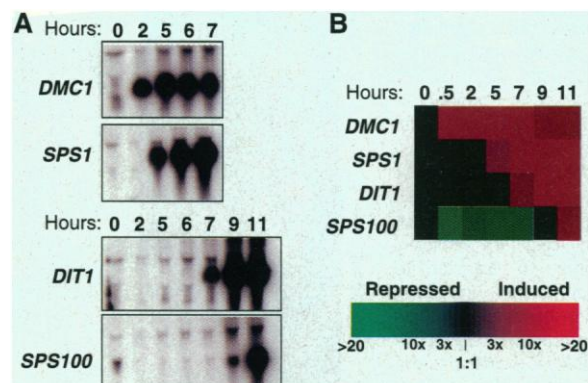 A
Hours: 0 2 5 6 7
DMC1
SPS1
Hours:
0 2 5 6 7 9 11
DIT1
SPS100
B
Hours: 0 .5 2 5 7 9 11
DMC1
SPS1
DIT1
SPS100
Repressed Induced
>20 10x 3x 3x 10x >20
1:1